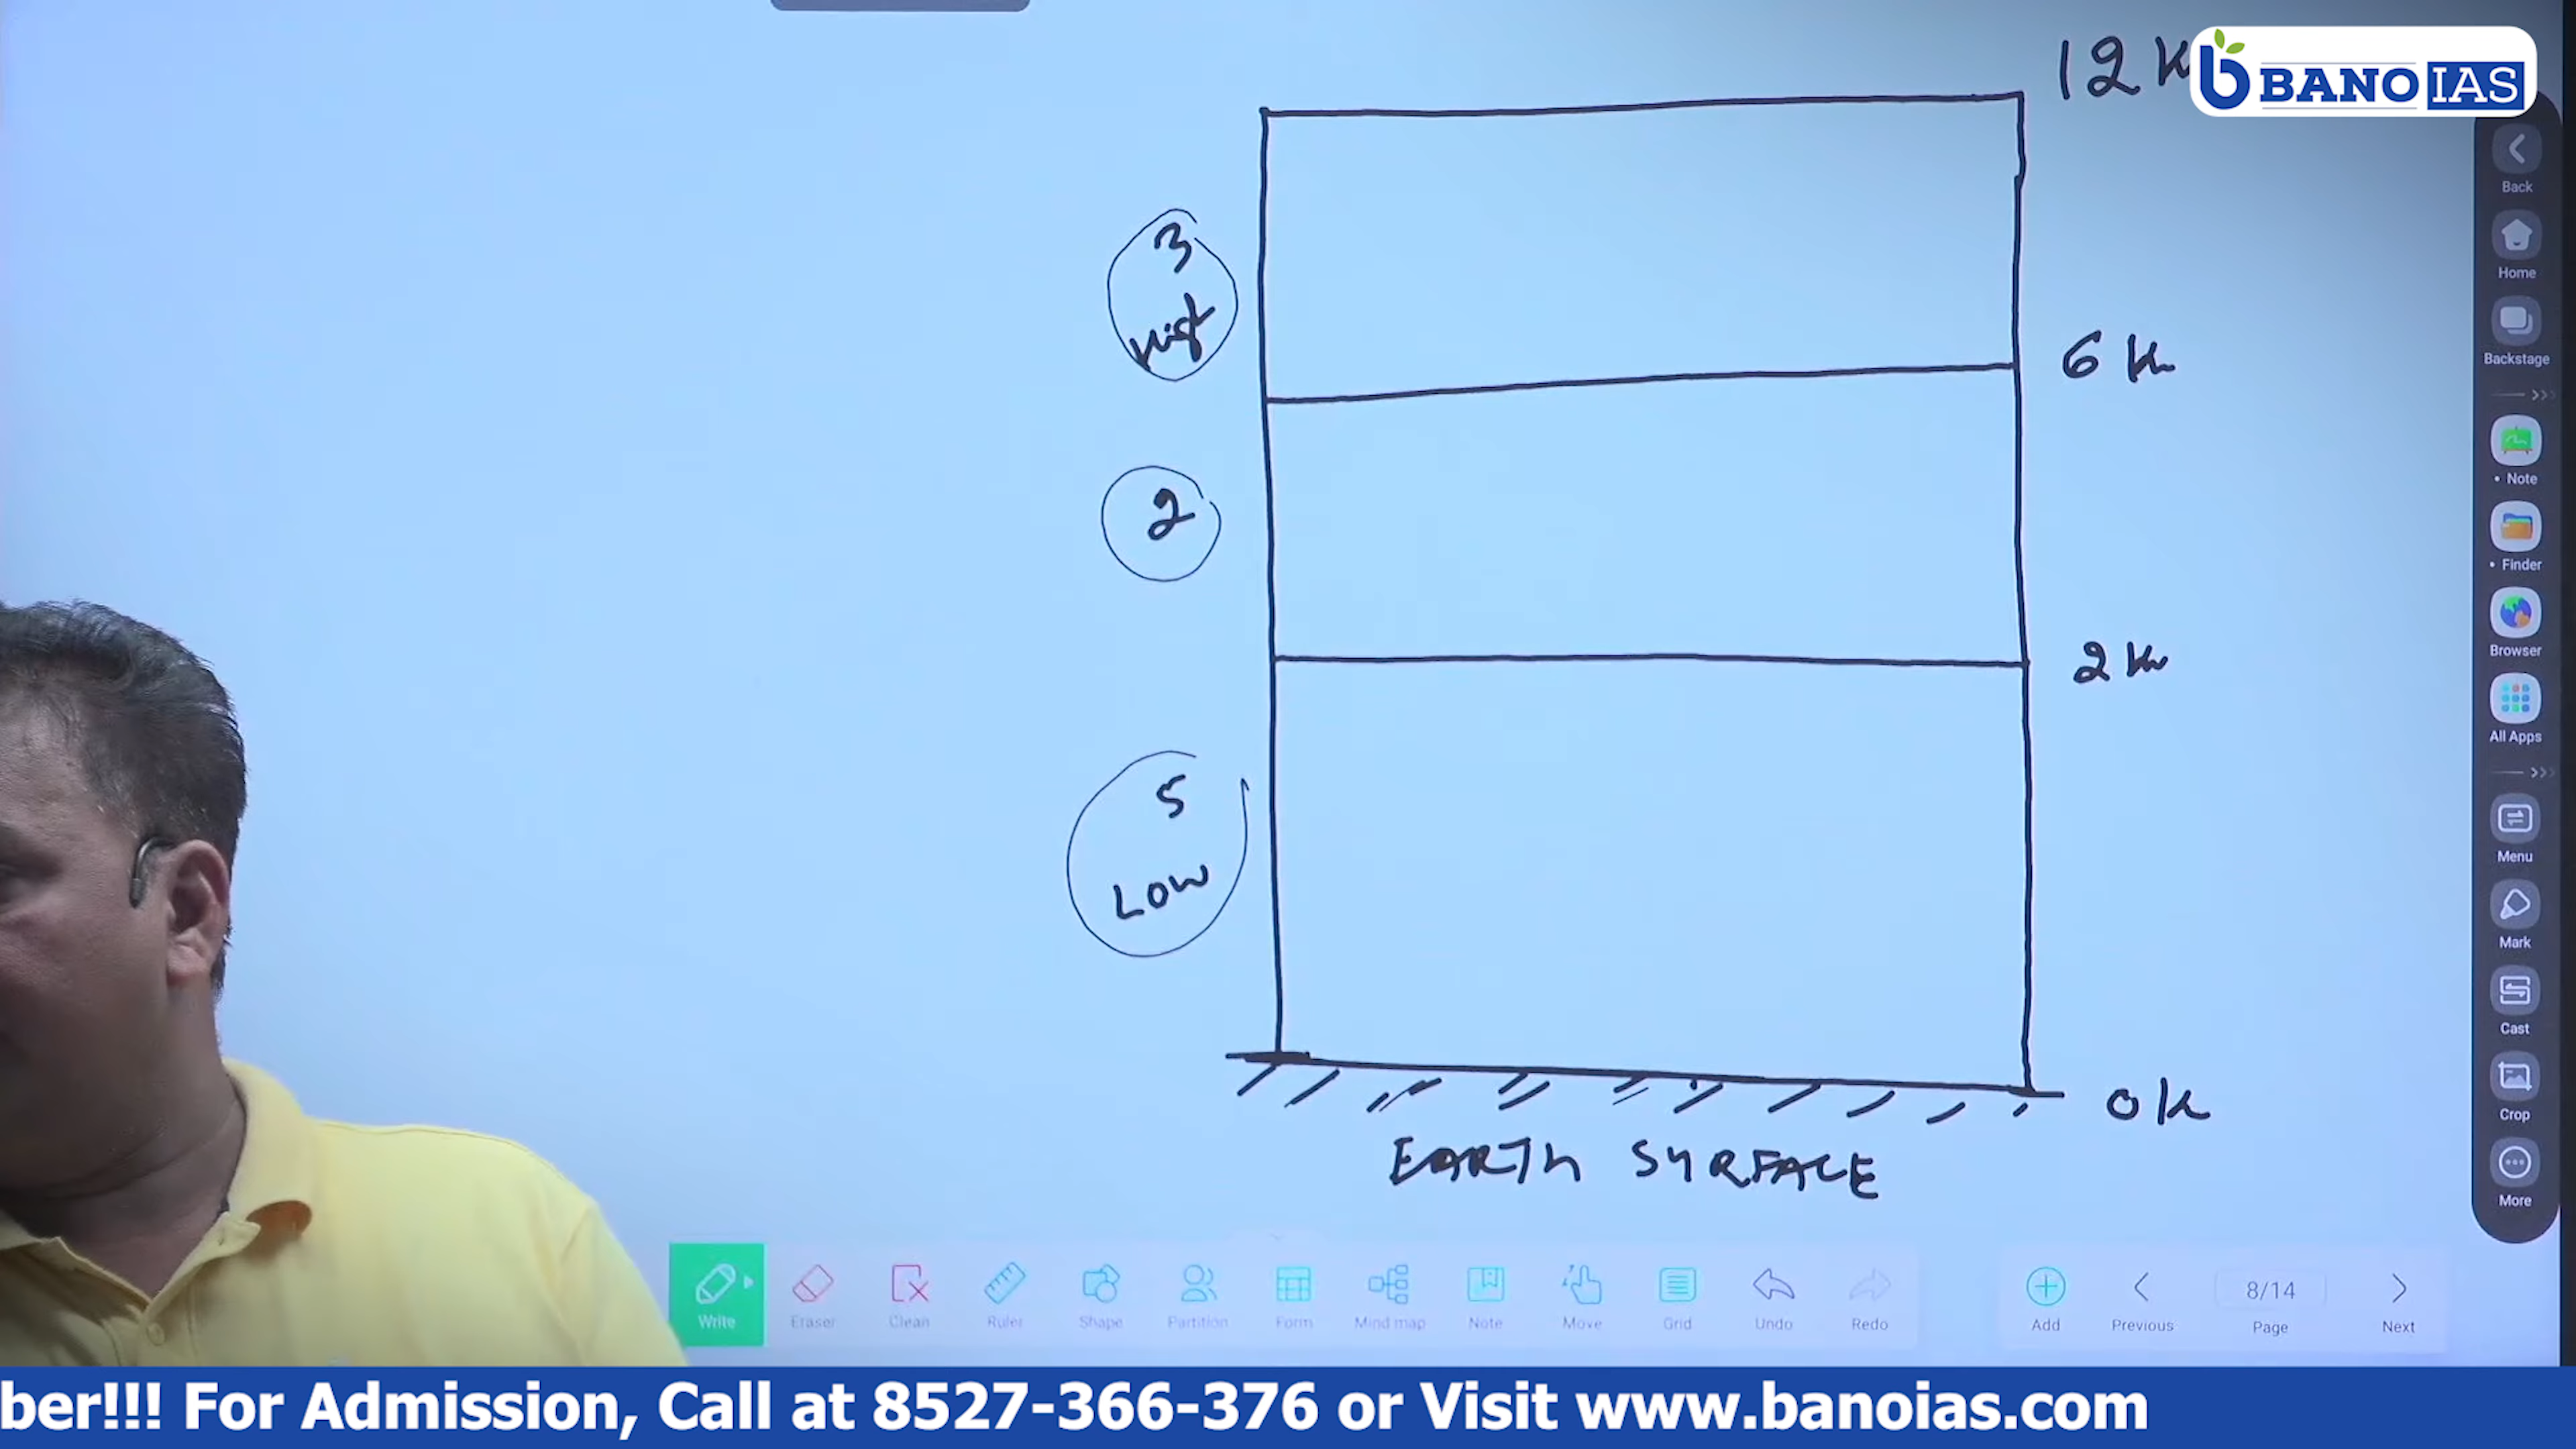 12 K
BANO IAS
Back
3
High
Home
6 Km
Backstage
2
Note
Finder
2 Km
Browser
All Apps
5
LOW
Menu
Mark
Cast
0 K
Crop
EARTH SURFACE
More
Write
Eraser
Clean
Ruler
Shape
Partition
Form
Mind map
Note
Move
Grid
Undo
Redo
Add
Previous
8/14
Page
Next
ber!!! For Admission, Call at 8527-366-376 or Visit www.banoias.com